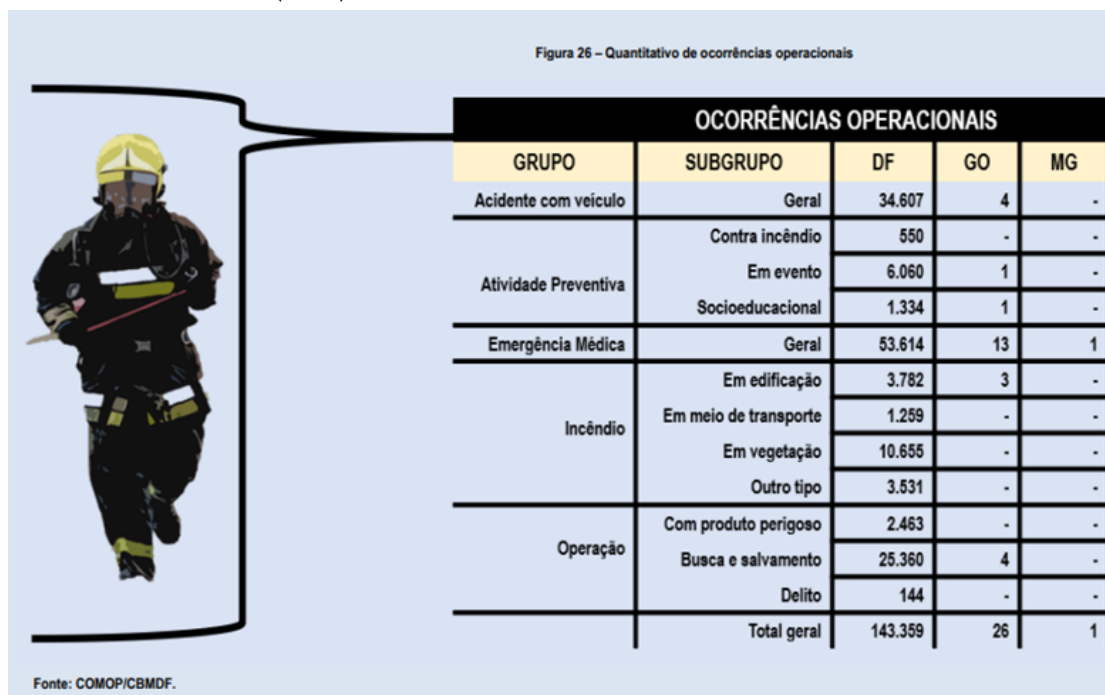 Figura 26 – Quantitativo de ocorrências operacionais
OCORRÊNCIAS OPERACIONAIS
GRUPO SUBGRUPO DF GO MG
Acidente com veículo Geral 34.607 4 -
Atividade Preventiva
Contra incêndio 550 - -
Em evento 6.060 1 -
Socioeducacional 1.334 1 -
Emergência Médica Geral 53.614 13 1
Incêndio
Em edificação 3.782 3 -
Em meio de transporte 1.259 - -
Em vegetação 10.655 - -
Outro tipo 3.531 - -
Operação
Com produto perigoso 2.463 - -
Busca e salvamento 25.360 4 -
Delito 144 - -
Total geral 143.359 26 1
Fonte: COMOP/CBMDF.